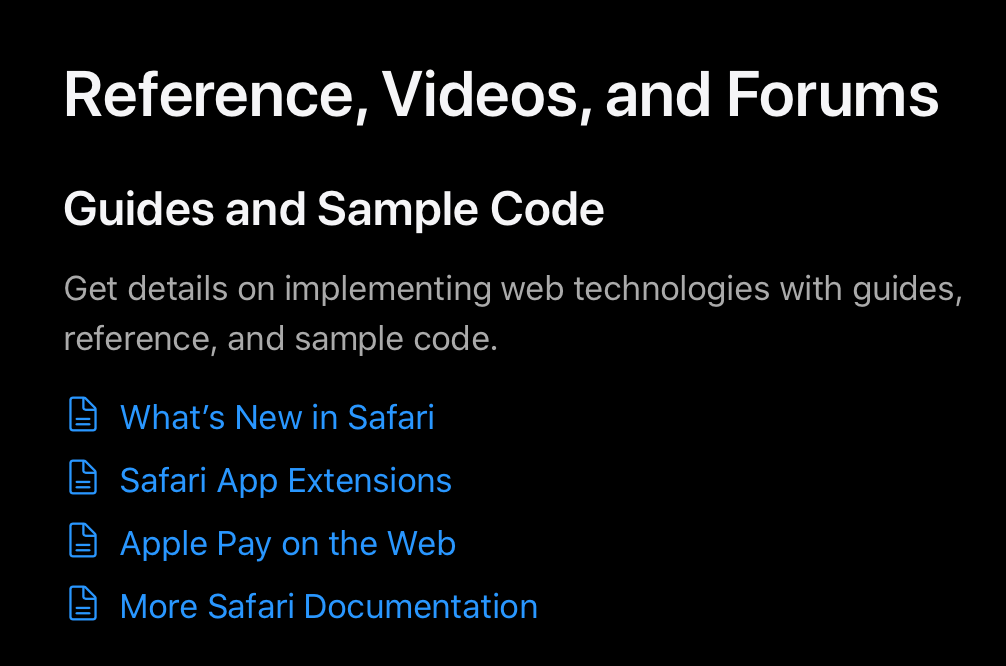 Reference, Videos, and Forums
Guides and Sample Code
Get details on implementing web technologies with guides,
reference, and sample code.
What’s New in Safari
Safari App Extensions
Apple Pay on the Web
More Safari Documentation